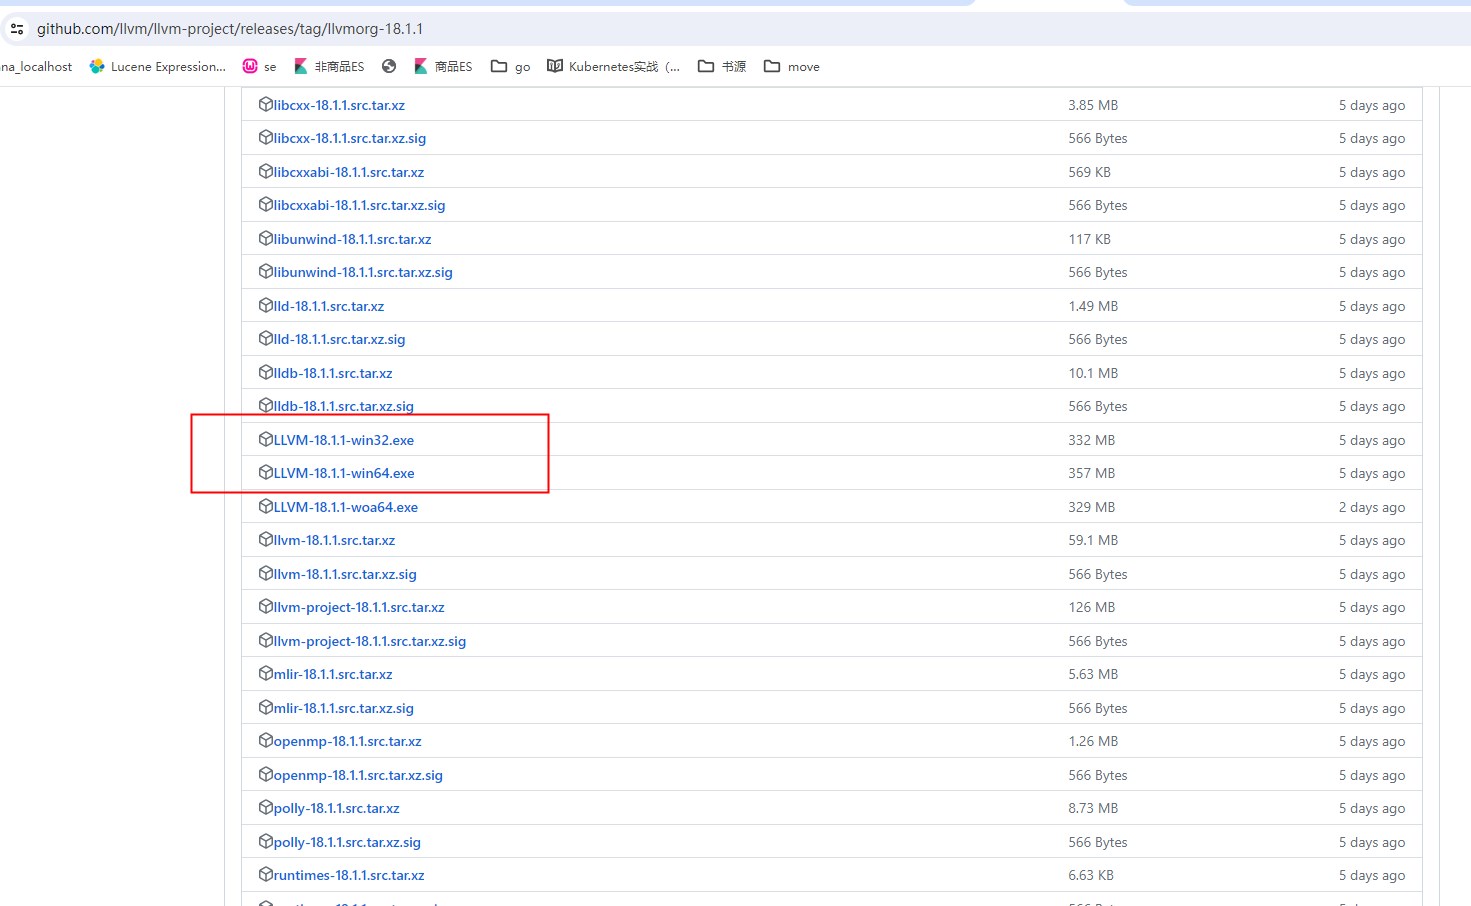 github.com/llvm/llvm-project/releases/tag/llvmorg-18.1.1
na_localhost Lucene Expression... se 非商品ES 商品ES go Kubernetes实战（... 书源 move
libcxx-18.1.1.src.tar.xz 3.85 MB 5 days ago
libcxx-18.1.1.src.tar.xz.sig 566 Bytes 5 days ago
libcxxabi-18.1.1.src.tar.xz 569 KB 5 days ago
libcxxabi-18.1.1.src.tar.xz.sig 566 Bytes 5 days ago
libunwind-18.1.1.src.tar.xz 117 KB 5 days ago
libunwind-18.1.1.src.tar.xz.sig 566 Bytes 5 days ago
lld-18.1.1.src.tar.xz 1.49 MB 5 days ago
lld-18.1.1.src.tar.xz.sig 566 Bytes 5 days ago
lldb-18.1.1.src.tar.xz 10.1 MB 5 days ago
lldb-18.1.1.src.tar.xz.sig 566 Bytes 5 days ago
LLVM-18.1.1-win32.exe 332 MB 5 days ago
LLVM-18.1.1-win64.exe 357 MB 5 days ago
LLVM-18.1.1-woa64.exe 329 MB 2 days ago
llvm-18.1.1.src.tar.xz 59.1 MB 5 days ago
llvm-18.1.1.src.tar.xz.sig 566 Bytes 5 days ago
llvm-project-18.1.1.src.tar.xz 126 MB 5 days ago
llvm-project-18.1.1.src.tar.xz.sig 566 Bytes 5 days ago
mlir-18.1.1.src.tar.xz 5.63 MB 5 days ago
mlir-18.1.1.src.tar.xz.sig 566 Bytes 5 days ago
openmp-18.1.1.src.tar.xz 1.26 MB 5 days ago
openmp-18.1.1.src.tar.xz.sig 566 Bytes 5 days ago
polly-18.1.1.src.tar.xz 8.73 MB 5 days ago
polly-18.1.1.src.tar.xz.sig 566 Bytes 5 days ago
runtimes-18.1.1.src.tar.xz 6.63 KB 5 days ago